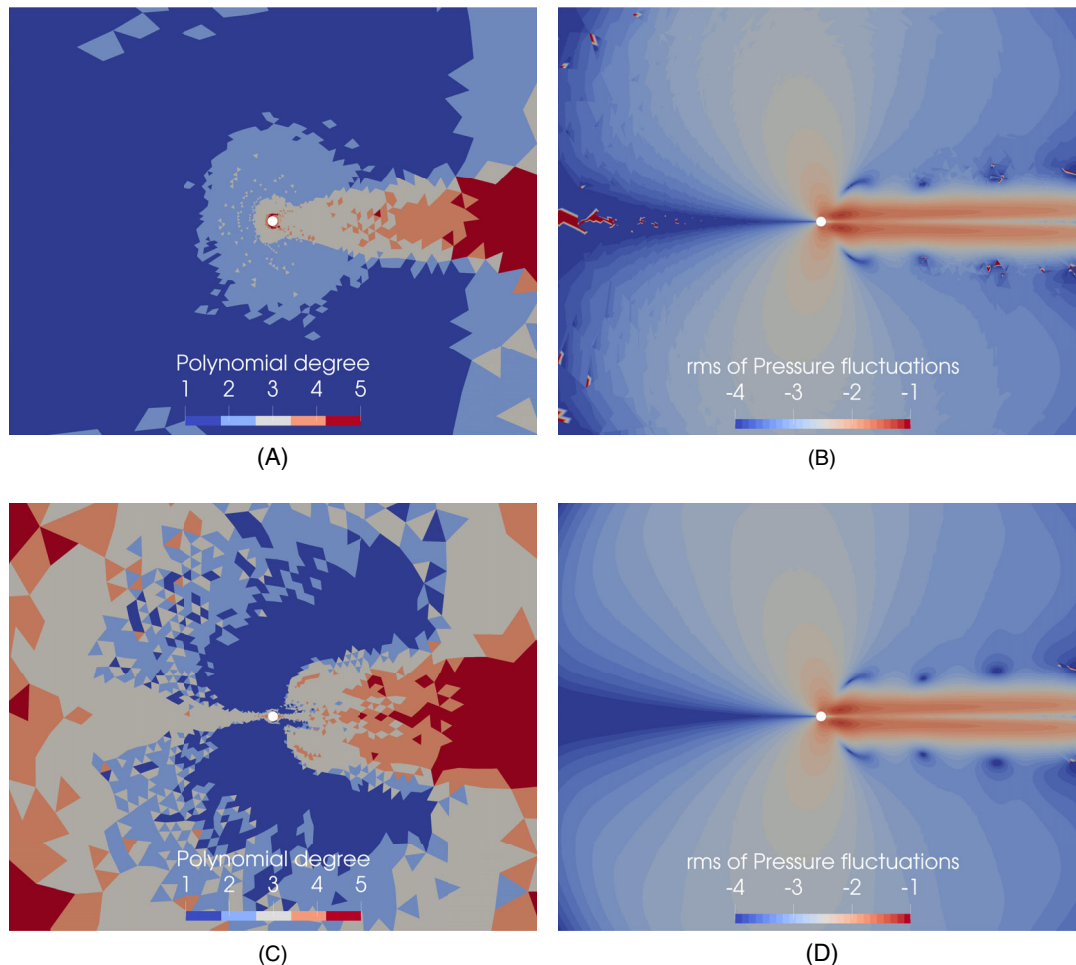 Polynomial degree
1 2 3 4 5
(A)
rms of Pressure fluctuations
-4 -3 -2 -1
(B)
Polynomial degree
1 2 3 4 5
(C)
rms of Pressure fluctuations
-4 -3 -2 -1
(D)